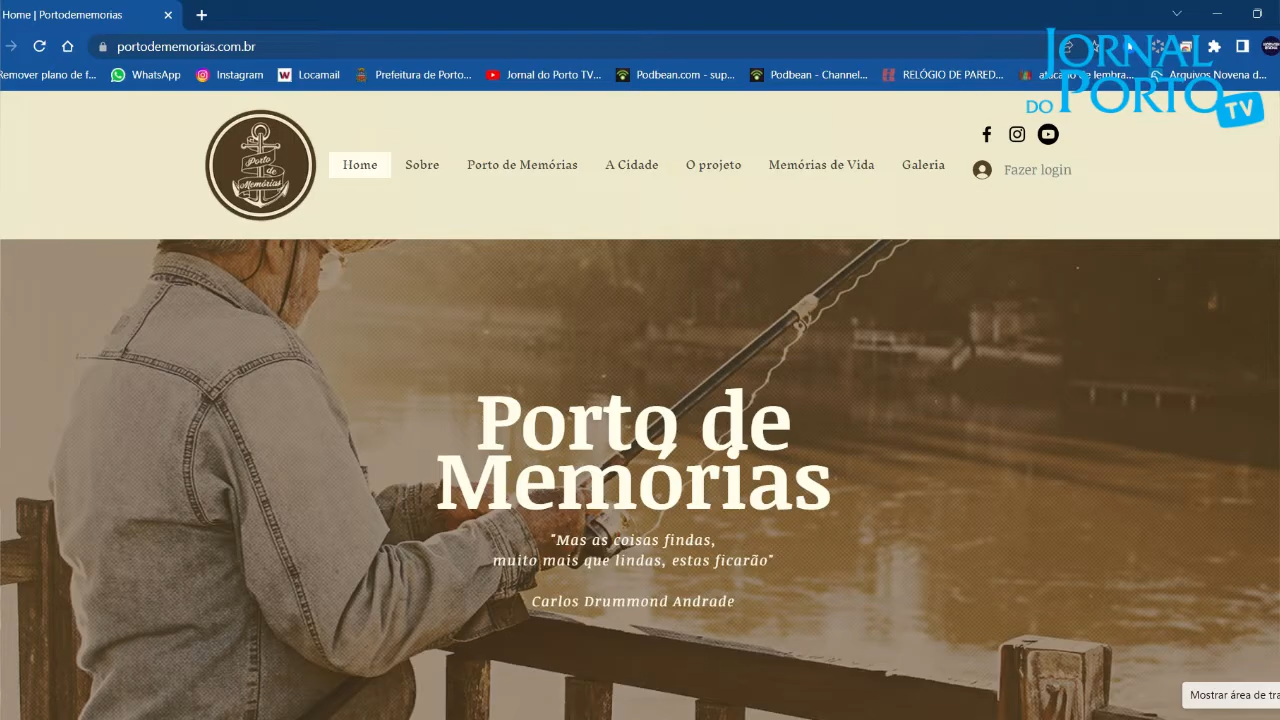 Home | Portodememorias
portodememorias.com.br
Remover plano de f...
WhatsApp
Instagram
Locamail
Prefeitura de Porto...
Jornal do Porto TV...
Podbean.com - sup...
Podbean - Channel...
RELÓGIO DE PARED...
atacado de lembra...
Arquivos Novena d...
JORNAL
DO PORTO
TV
Porto
de
Memórias
Home
Sobre
Porto de Memórias
A Cidade
O projeto
Memórias de Vida
Galeria
Fazer login
Porto de
Memórias
"Mas as coisas findas,
muito mais que lindas, estas ficarão"
Carlos Drummond Andrade
Mostrar área de tra